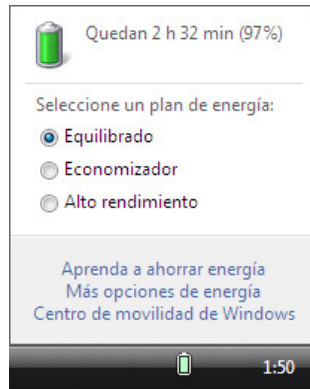 Quedan 2 h 32 min (97%)
Seleccione un plan de energía:
Equilibrado
Economizador
Alto rendimiento
Aprenda a ahorrar energía
Más opciones de energía
Centro de movilidad de Windows
1:50